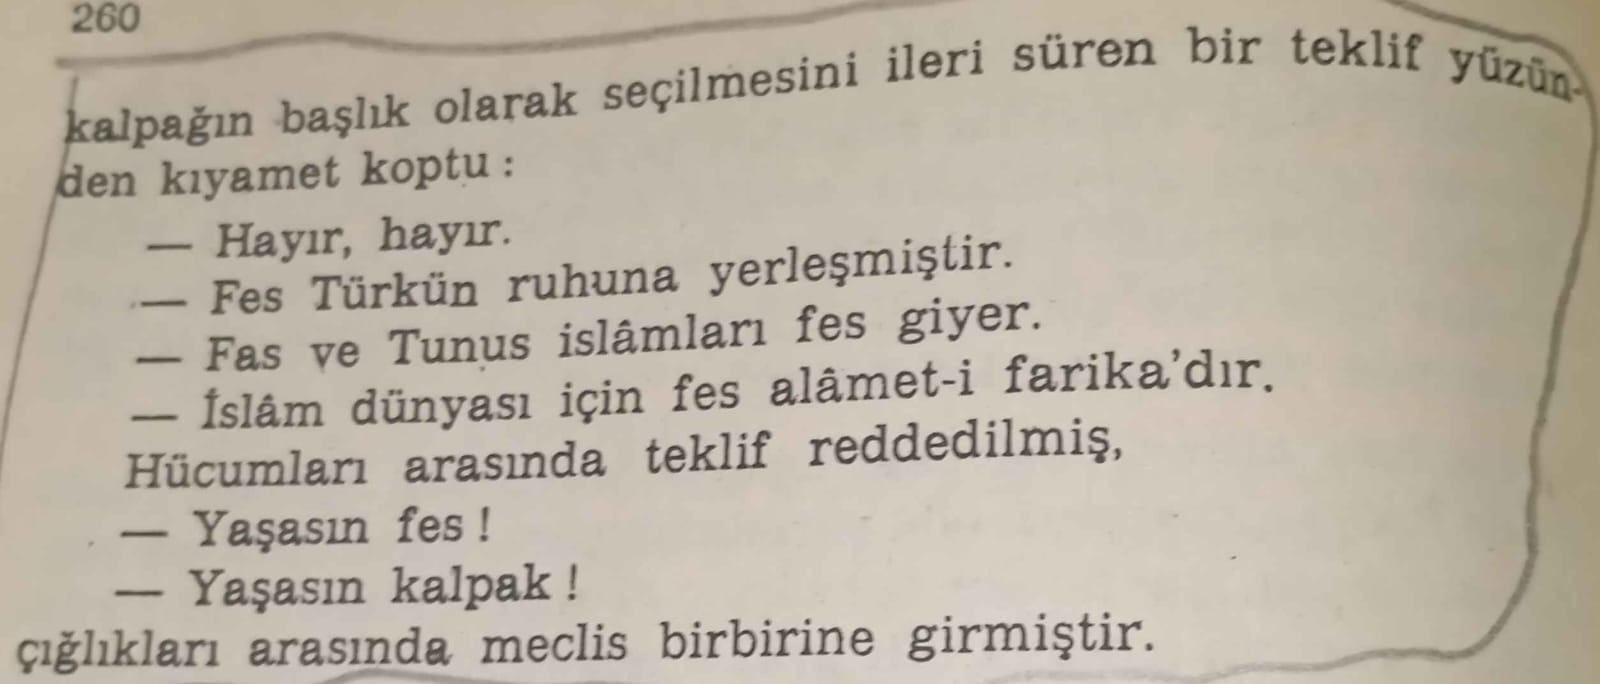 260
kalpağın başlık olarak seçilmesini ileri süren bir teklif yüzün-
den kıyamet koptu :
— Hayır, hayır.
— Fes Türkün ruhuna yerleşmiştir.
— Fas ve Tunus islâmları fes giyer.
— İslâm dünyası için fes alâmet-i farika'dır.
Hücumları arasında teklif reddedilmiş,
— Yaşasın fes !
— Yaşasın kalpak !
çığlıkları arasında meclis birbirine girmiştir.